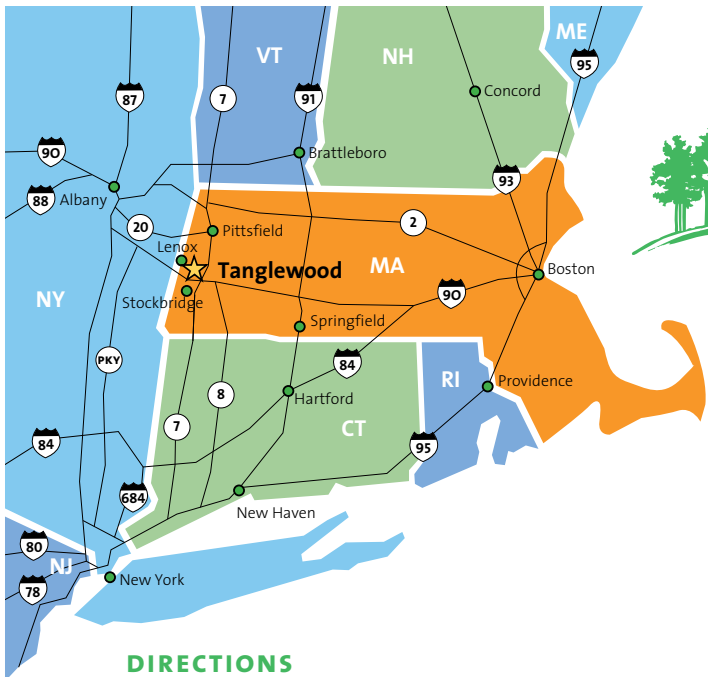 ME
VT
NH
95
87
7
91
Concord
90
Brattleboro
93
88
Albany
20
Pittsfield
2
Lenox
Tanglewood
MA
Boston
NY
Stockbridge
90
Springfield
PKY
84
RI
Providence
8
Hartford
7
CT
84
95
684
New Haven
80
NJ
New York
78
DIRECTIONS